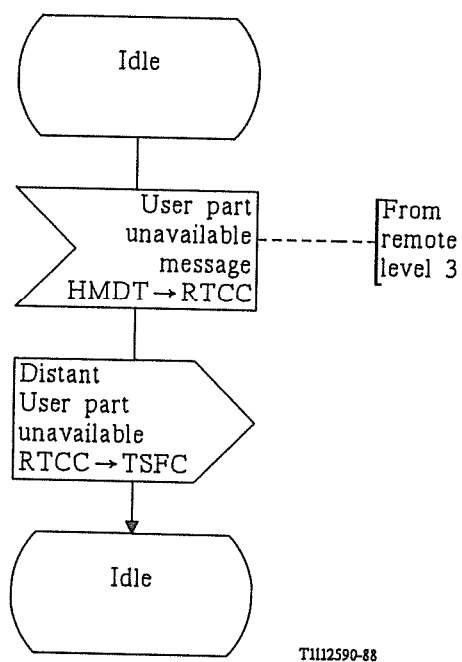 Idle
User part
unavailable
message
HMDT → RTCC
From
remote
level 3
Distant
User part
unavailable
RTCC → TSFC
Idle
T1112590-88